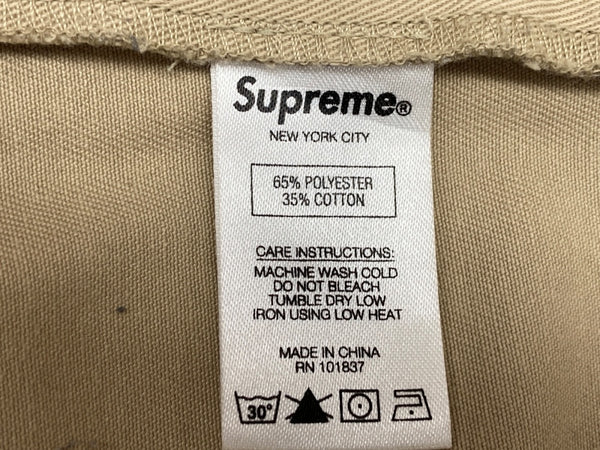 Supreme®
NEW YORK CITY
65% POLYESTER
35% COTTON
CARE INSTRUCTIONS:
MACHINE WASH COLD
DO NOT BLEACH
TUMBLE DRY LOW
IRON USING LOW HEAT
MADE IN CHINA
RN 101837
30°